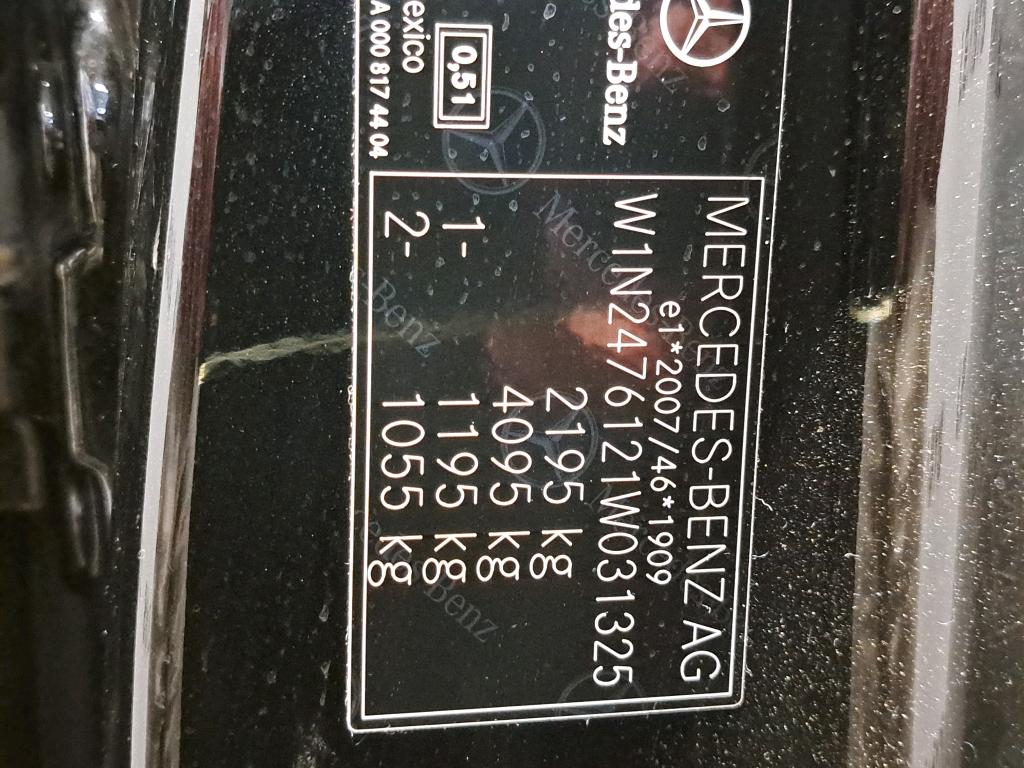 des-Benz
0,51
exico
A 000 817 44 04
MERCEDES-BENZ AG
e1*2007/46*1909
W1N2476121W031325
2195 kg
4095 kg
1- 1195 kg
2- 1055 kg